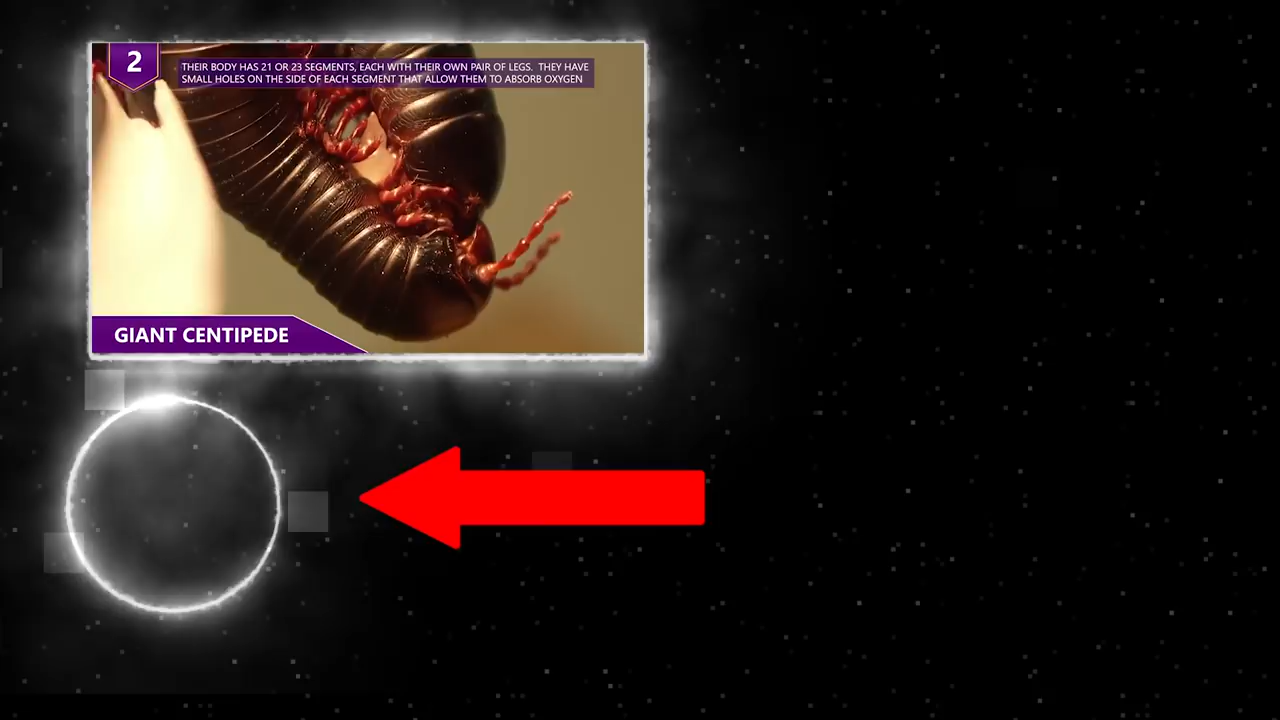 2
THEIR BODY HAS 21 OR 23 SEGMENTS, EACH WITH THEIR OWN PAIR OF LEGS. THEY HAVE
SMALL HOLES ON THE SIDE OF EACH SEGMENT THAT ALLOW THEM TO ABSORB OXYGEN
GIANT CENTIPEDE